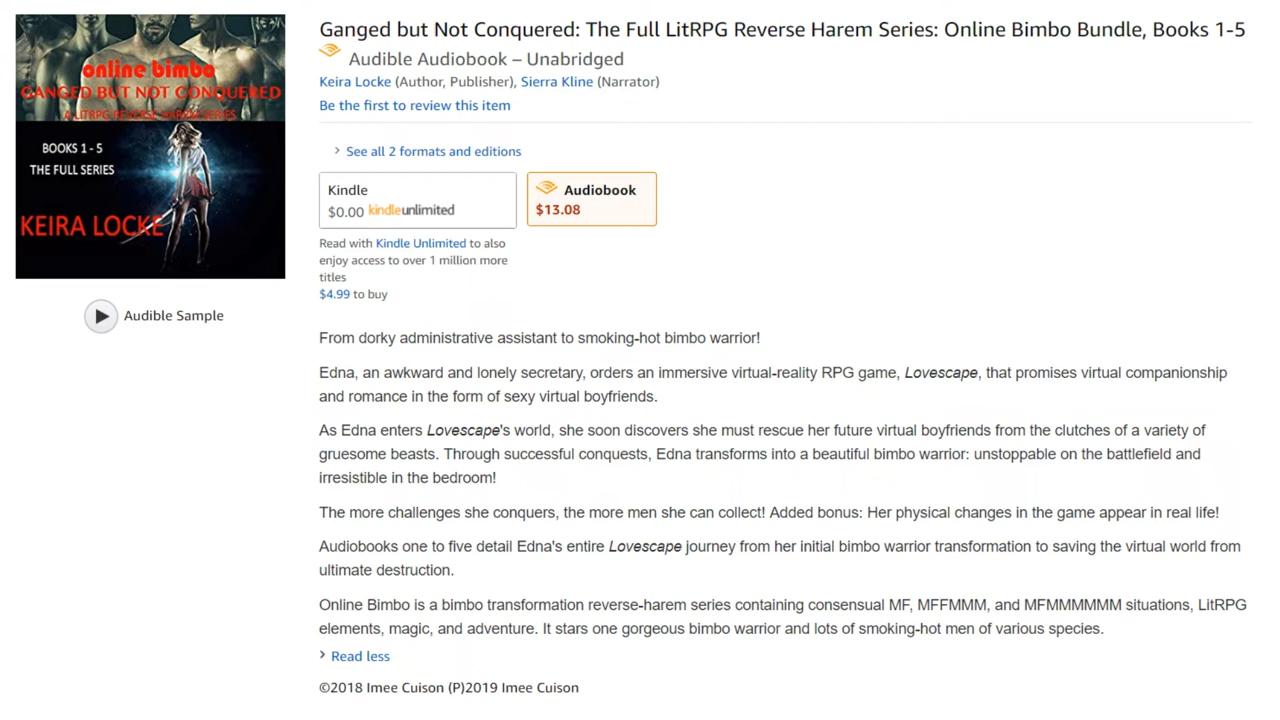 online bimbo
GANGED BUT NOT CONQUERED
A LITRPG REVERSE HAREM SERIES
BOOKS 1 - 5
THE FULL SERIES
KEIRA LOCKE
Audible Sample
Ganged but Not Conquered: The Full LitRPG Reverse Harem Series: Online Bimbo Bundle, Books 1-5
Audible Audiobook – Unabridged
Keira Locke (Author, Publisher), Sierra Kline (Narrator)
Be the first to review this item
See all 2 formats and editions
Kindle
$0.00 kindleunlimited
Audiobook
$13.08
Read with Kindle Unlimited to also
enjoy access to over 1 million more
titles
$4.99 to buy
From dorky administrative assistant to smoking-hot bimbo warrior!
Edna, an awkward and lonely secretary, orders an immersive virtual-reality RPG game, Lovescape, that promises virtual companionship
and romance in the form of sexy virtual boyfriends.
As Edna enters Lovescape's world, she soon discovers she must rescue her future virtual boyfriends from the clutches of a variety of
gruesome beasts. Through successful conquests, Edna transforms into a beautiful bimbo warrior: unstoppable on the battlefield and
irresistible in the bedroom!
The more challenges she conquers, the more men she can collect! Added bonus: Her physical changes in the game appear in real life!
Audiobooks one to five detail Edna's entire Lovescape journey from her initial bimbo warrior transformation to saving the virtual world from
ultimate destruction.
Online Bimbo is a bimbo transformation reverse-harem series containing consensual MF, MFFMMM, and MFMMMMMM situations, LitRPG
elements, magic, and adventure. It stars one gorgeous bimbo warrior and lots of smoking-hot men of various species.
Read less
©2018 Imee Cuison (P)2019 Imee Cuison